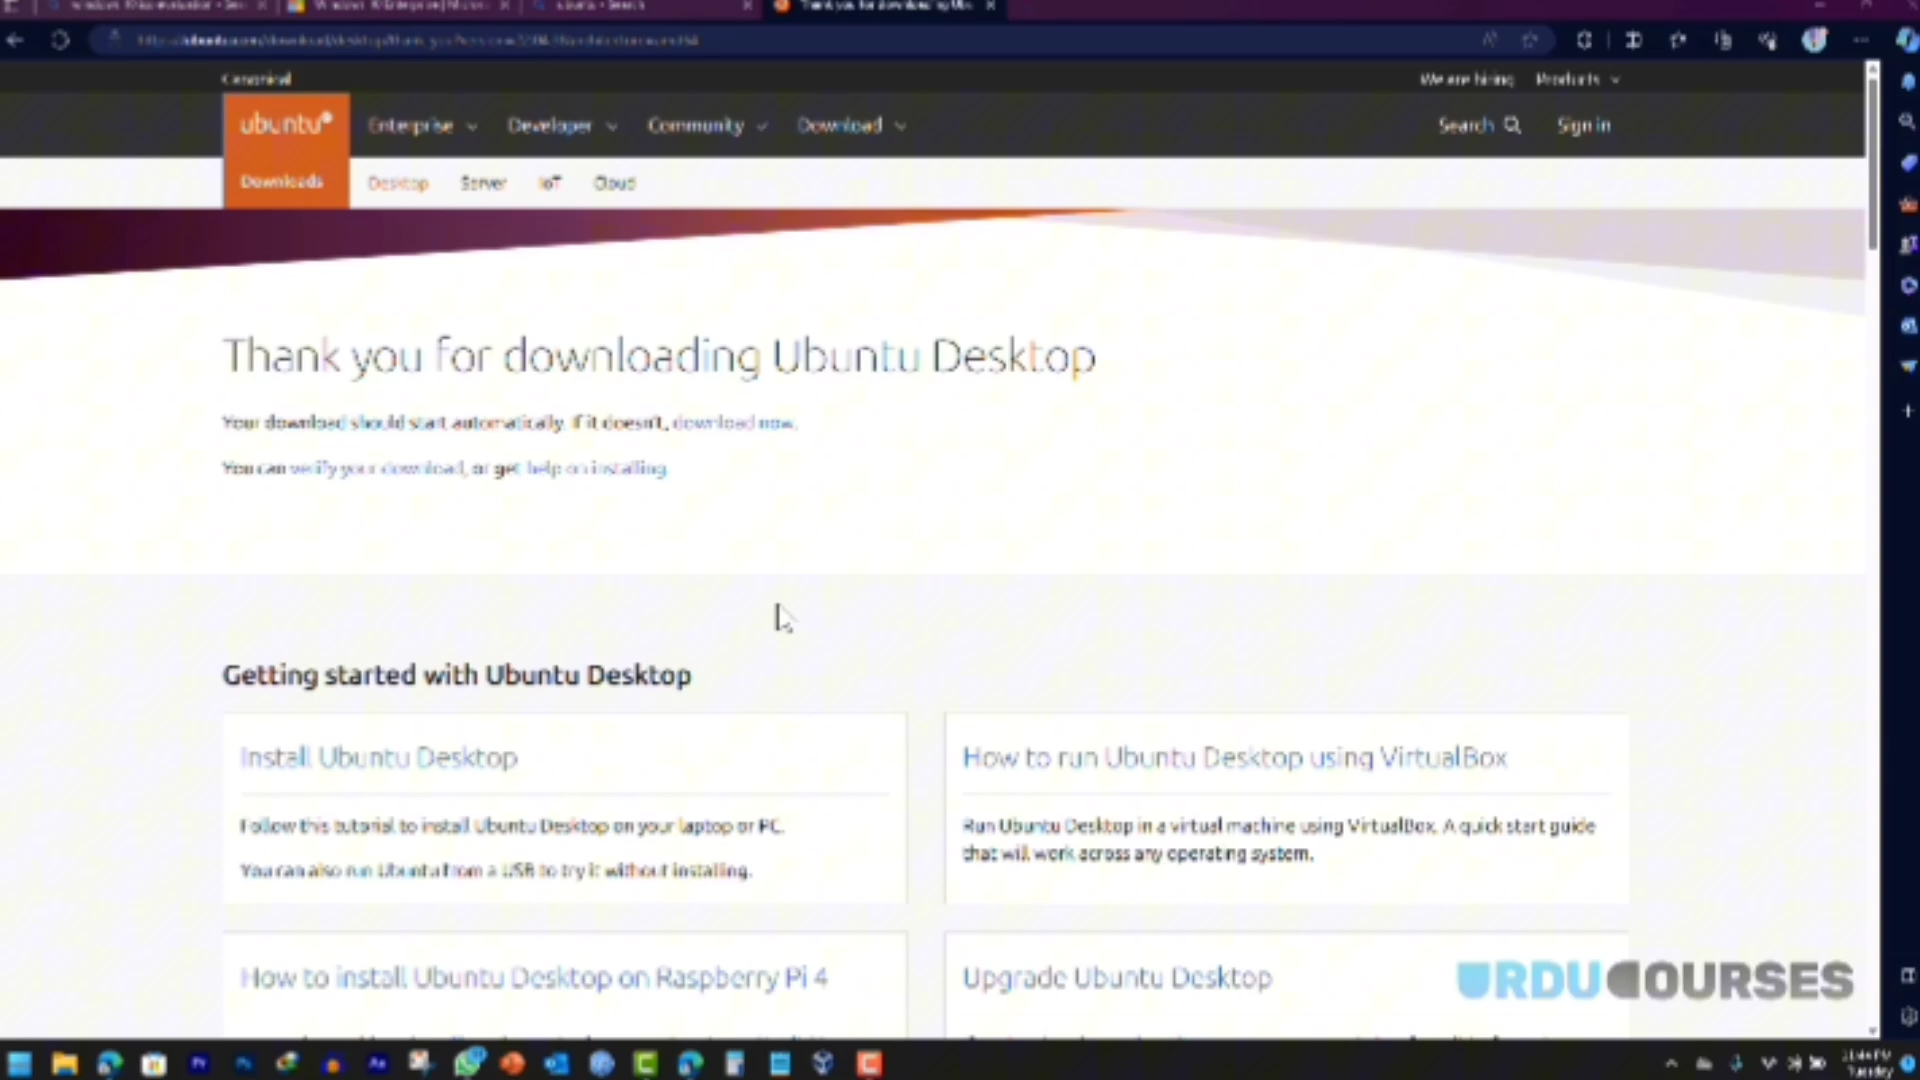 Canonical
We are hiring Products
ubuntu Enterprise Developer Community Download Search Sign in
Downloads Desktop Server IoT Cloud
Thank you for downloading Ubuntu Desktop
Your download should start automatically. If it doesn't, download now.
You can verify your download, or get help on installing.
Getting started with Ubuntu Desktop
Install Ubuntu Desktop
Follow this tutorial to install Ubuntu Desktop on your laptop or PC.
You can also run Ubuntu from a USB to try it without installing.
How to run Ubuntu Desktop using VirtualBox
Run Ubuntu Desktop in a virtual machine using VirtualBox. A quick start guide
that will work across any operating system.
How to install Ubuntu Desktop on Raspberry Pi 4
Upgrade Ubuntu Desktop
URDU COURSES
11:44 PM
Tuesday